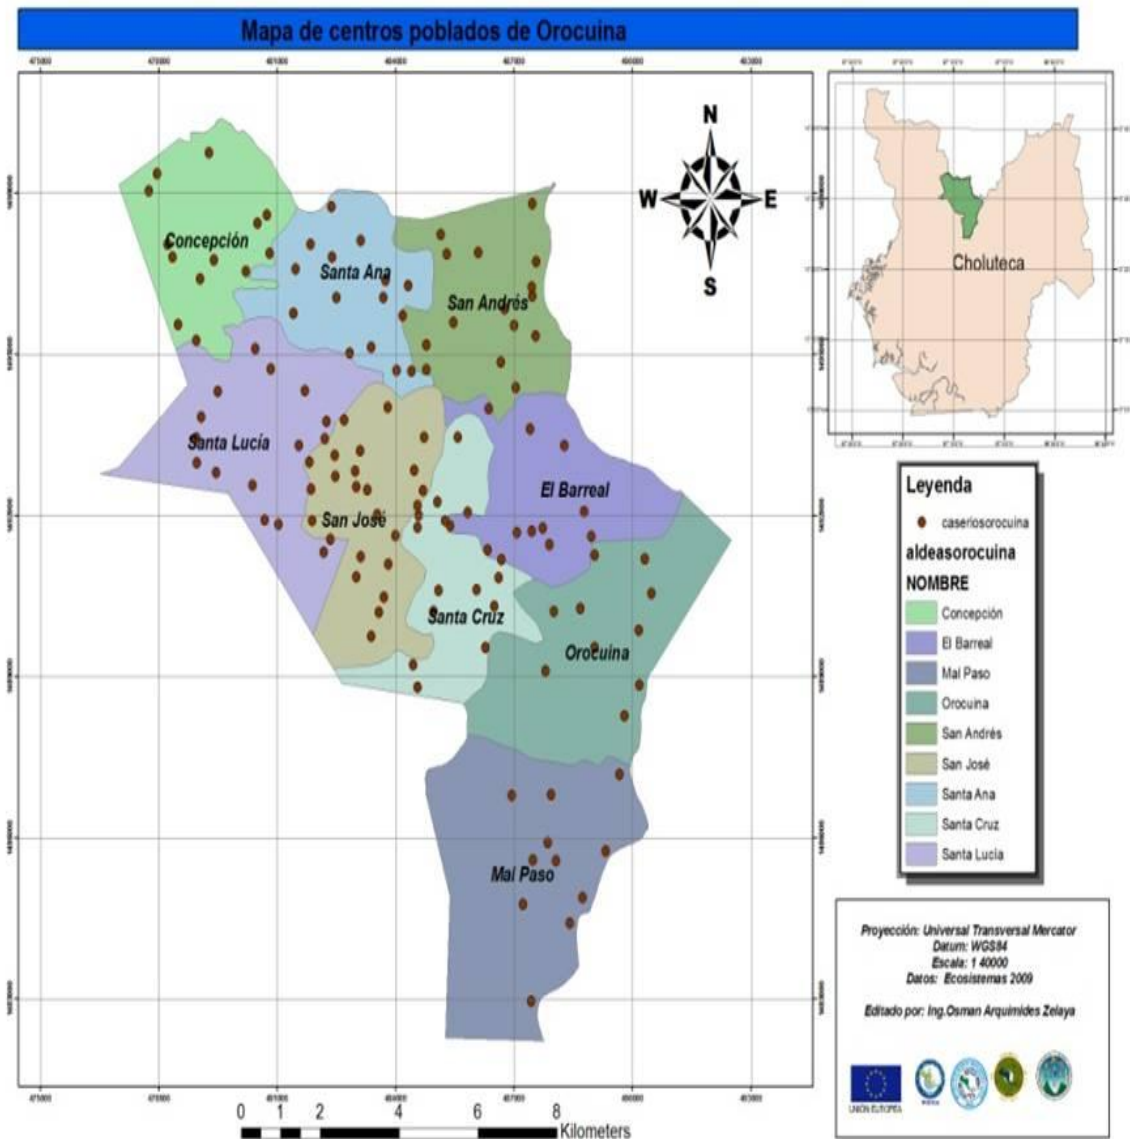 Mapa de centros poblados de Orocuina
N
W
E
S
Concepción
Santa Ana
San Andrés
Santa Lucía
San José
El Barreal
Santa Cruz
Orocuina
Mal Paso
Choluteca
Leyenda
caseriosorocuina
aldeasorocuina
NOMBRE
Concepción
El Barreal
Mal Paso
Orocuina
San Andrés
San José
Santa Ana
Santa Cruz
Santa Lucía
Proyección: Universal Transversal Mercator
Datum: WGS84
Escala: 1 40000
Datos: Ecosistemas 2009
Editado por: Ing.Osman Arquimides Zelaya
UNIÓN EUROPEA
0 1 2 4 6 8
Kilometers